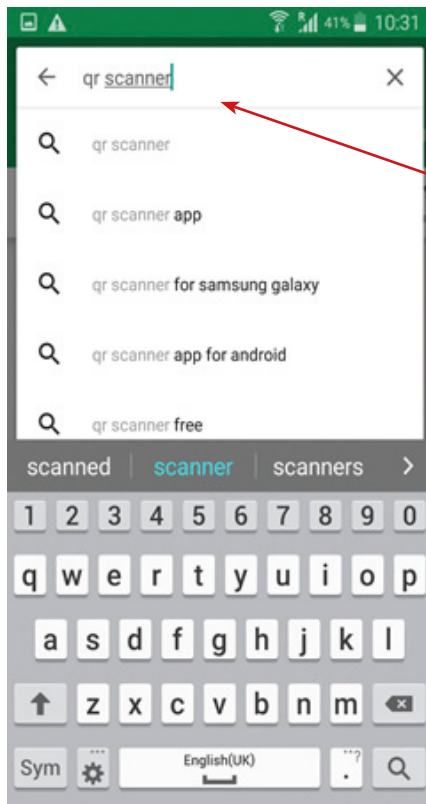 41% 10:31
qr scanner
qr scanner
qr scanner app
qr scanner for samsung galaxy
qr scanner app for android
qr scanner free
scanned scanner scanners
1 2 3 4 5 6 7 8 9 0
q w e r t y u i o p
a s d f g h j k l
z x c v b n m
Sym English(UK) . ...?